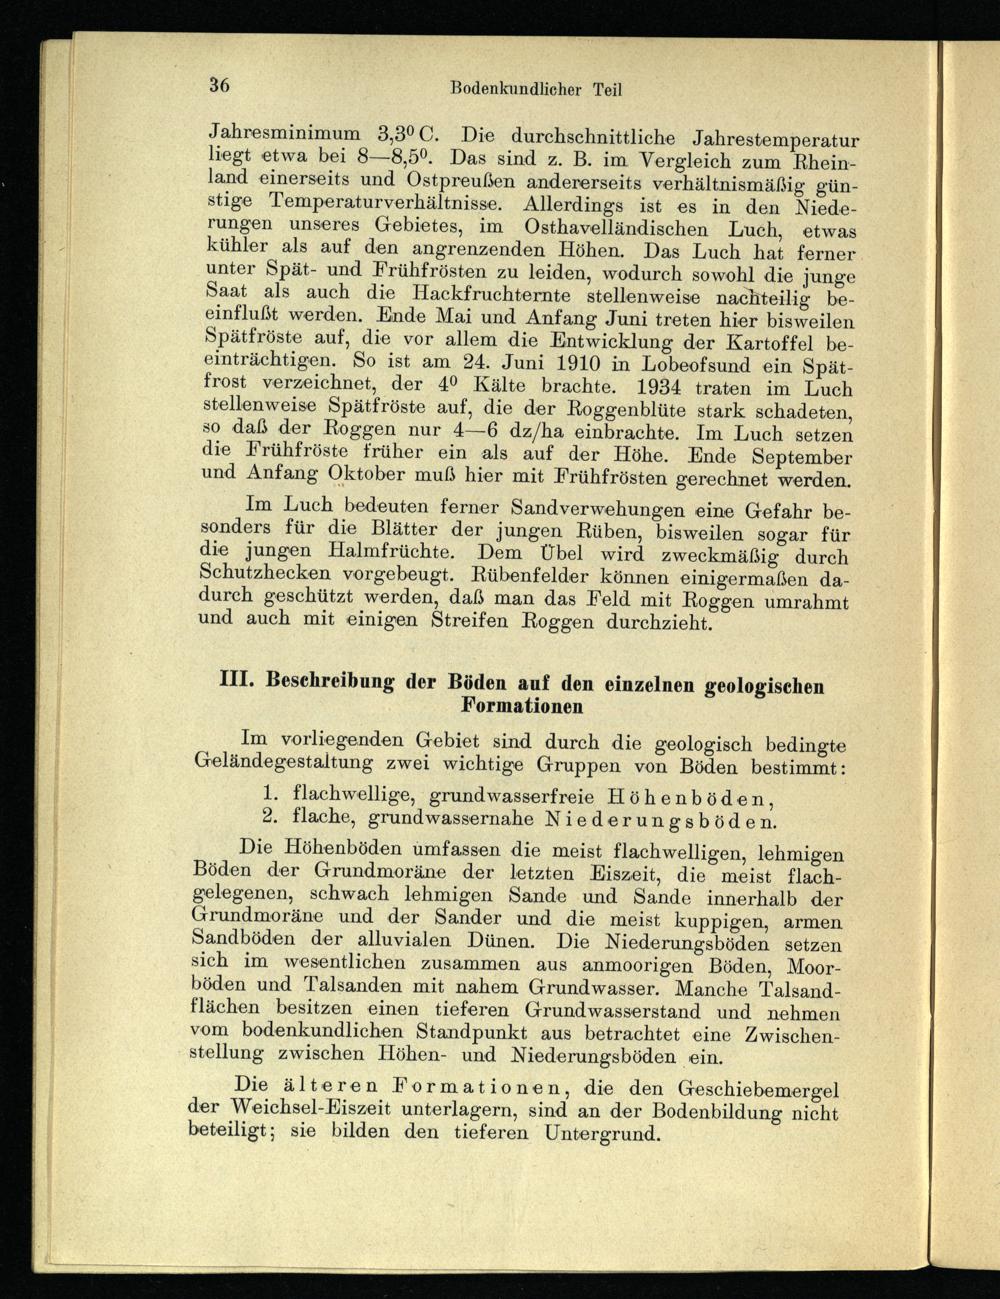 36
Bodenkundlicher Teil
Jahresminimum 3,3⁰ C. Die durchschnittliche Jahrestemperatur
liegt etwa bei 8—8,5⁰. Das sind z. B. im Vergleich zum Rhein-
land einerseits und Ostpreußen andererseits verhältnismäßig gün-
stige Temperaturverhältnisse. Allerdings ist es in den Niede-
rungen unseres Gebietes, im Osthavelländischen Luch, etwas
kühler als auf den angrenzenden Höhen. Das Luch hat ferner
unter Spät- und Frühfrösten zu leiden, wodurch sowohl die junge
Saat als auch die Hackfruchternte stellenweise nachteilig be-
einflußt werden. Ende Mai und Anfang Juni treten hier bisweilen
Spätfröste auf, die vor allem die Entwicklung der Kartoffel be-
einträchtigen. So ist am 24. Juni 1910 in Lobeofsund ein Spät-
frost verzeichnet, der 4⁰ Kälte brachte. 1934 traten im Luch
stellenweise Spätfröste auf, die der Roggenblüte stark schadeten,
so daß der Roggen nur 4—6 dz/ha einbrachte. Im Luch setzen
die Frühfröste früher ein als auf der Höhe. Ende September
und Anfang Oktober muß hier mit Frühfrösten gerechnet werden.
Im Luch bedeuten ferner Sandverwehungen eine Gefahr be-
sonders für die Blätter der jungen Rüben, bisweilen sogar für
die jungen Halmfrüchte. Dem Übel wird zweckmäßig durch
Schutzhecken vorgebeugt. Rübenfelder können einigermaßen da-
durch geschützt werden, daß man das Feld mit Roggen umrahmt
und auch mit einigen Streifen Roggen durchzieht.
III. Beschreibung der Böden auf den einzelnen geologischen
Formationen
Im vorliegenden Gebiet sind durch die geologisch bedingte
Geländegestaltung zwei wichtige Gruppen von Böden bestimmt:
1. flachwellige, grundwasserfreie Höhenböden,
2. flache, grundwassernahe Niederungsböden.
Die Höhenböden umfassen die meist flachwelligen, lehmigen
Böden der Grundmoräne der letzten Eiszeit, die meist flach-
gelegenen, schwach lehmigen Sande und Sande innerhalb der
Grundmoräne und der Sander und die meist kuppigen, armen
Sandböden der alluvialen Dünen. Die Niederungsböden setzen
sich im wesentlichen zusammen aus anmoorigen Böden, Moor-
böden und Talsanden mit nahem Grundwasser. Manche Talsand-
flächen besitzen einen tieferen Grundwasserstand und nehmen
vom bodenkundlichen Standpunkt aus betrachtet eine Zwischen-
stellung zwischen Höhen- und Niederungsböden ein.
Die älteren Formationen, die den Geschiebemergel
der Weichsel-Eiszeit unterlagern, sind an der Bodenbildung nicht
beteiligt; sie bilden den tieferen Untergrund.